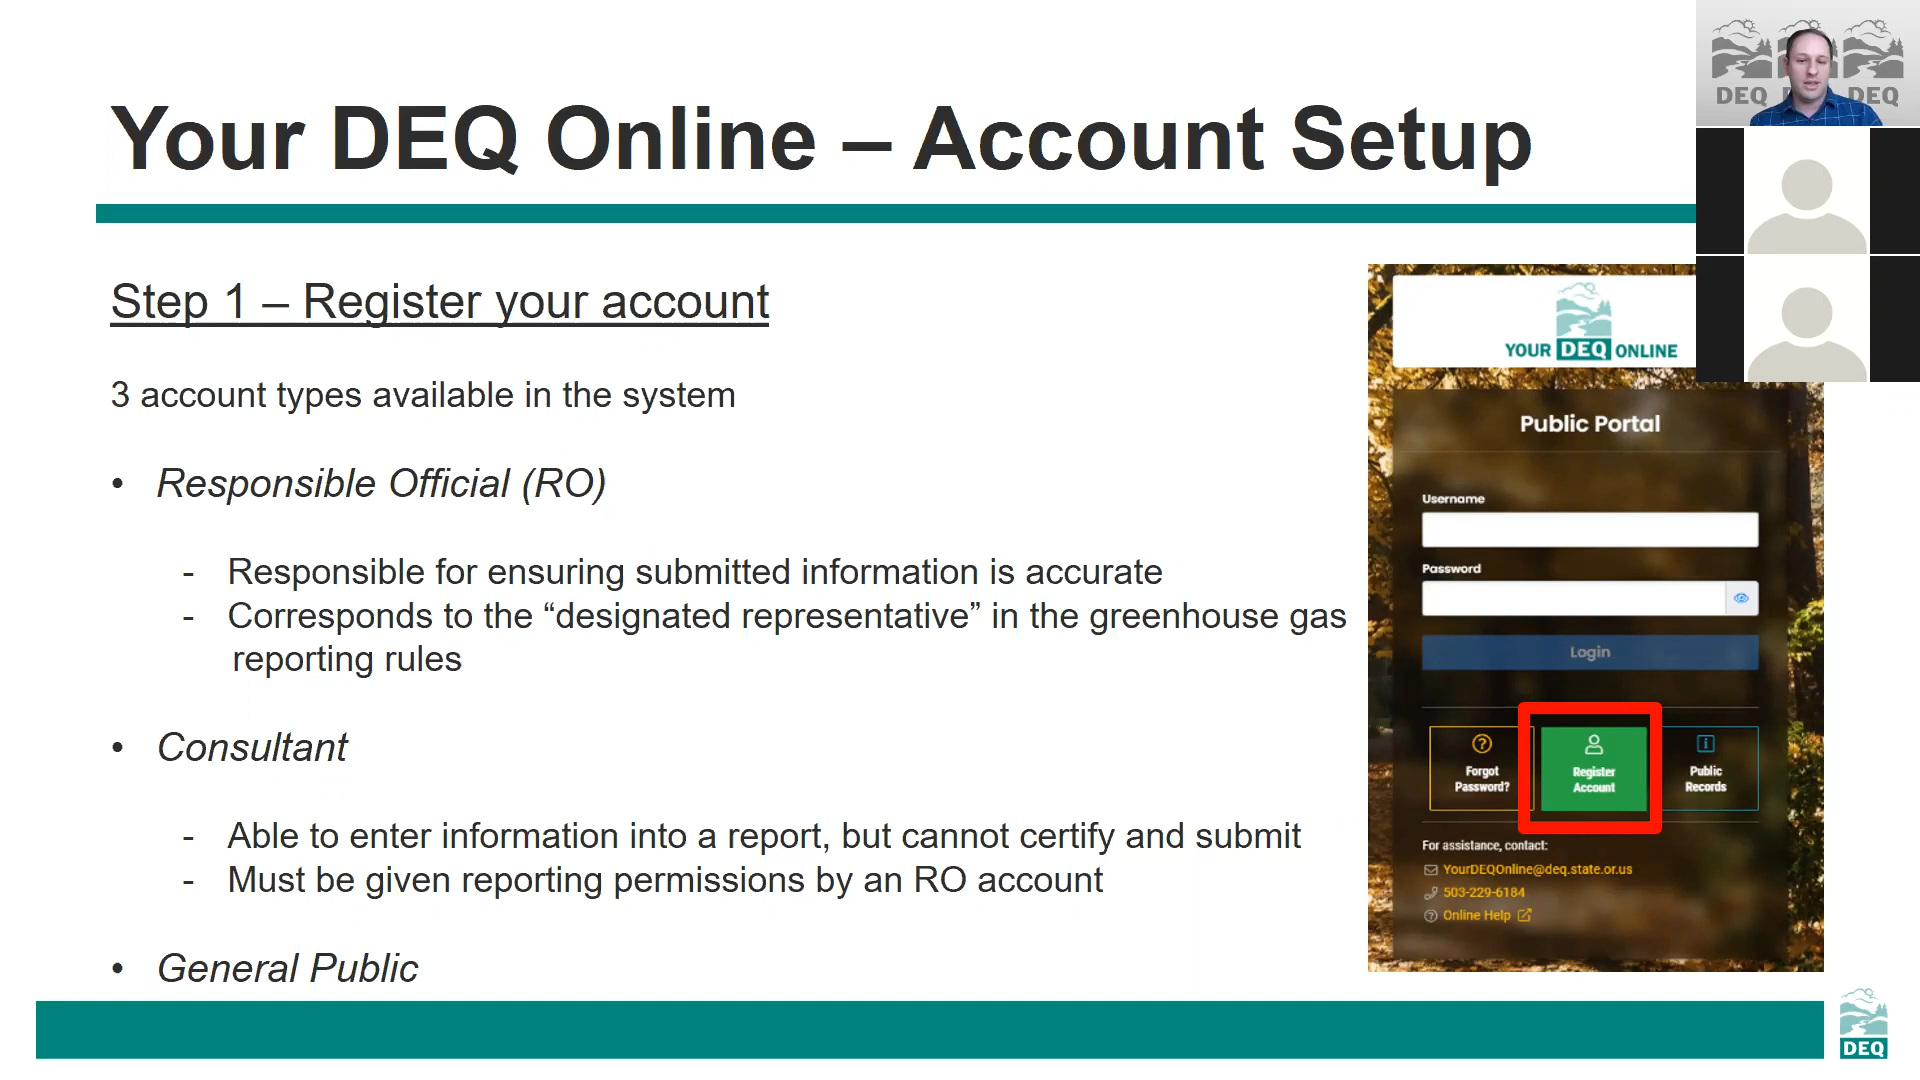 Your DEQ Online – Account Setup
Step 1 – Register your account
3 account types available in the system
• Responsible Official (RO)
- Responsible for ensuring submitted information is accurate
- Corresponds to the “designated representative” in the greenhouse gas
reporting rules
• Consultant
- Able to enter information into a report, but cannot certify and submit
- Must be given reporting permissions by an RO account
• General Public
YOUR DEQ ONLINE
Public Portal
Username
Password
Login
Forgot
Password?
Register
Account
Public
Records
For assistance, contact:
YourDEQOnline@deq.state.or.us
503-229-6184
Online Help
DEQ
DEQ
DEQ